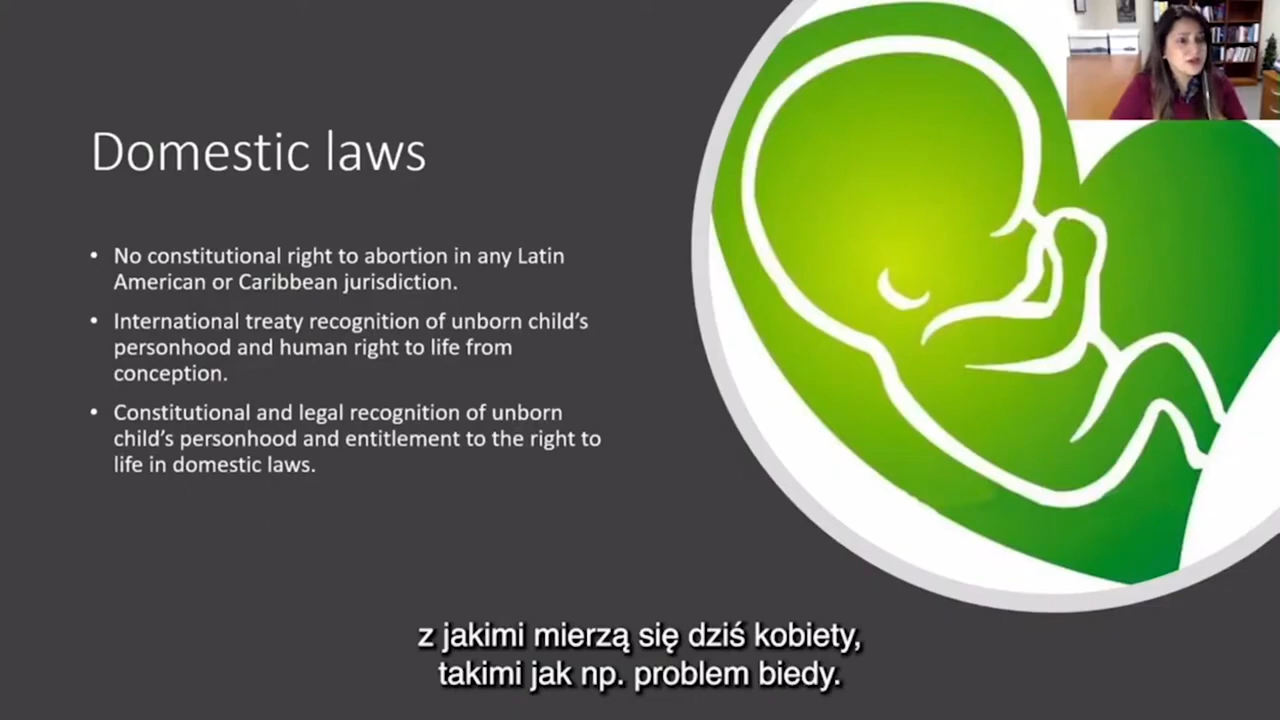 Domestic laws
• No constitutional right to abortion in any Latin
American or Caribbean jurisdiction.
• International treaty recognition of unborn child's
personhood and human right to life from
conception.
• Constitutional and legal recognition of unborn
child's personhood and entitlement to the right to
life in domestic laws.
z jakimi mierzą się dziś kobiety,
takimi jak np. problem biedy.